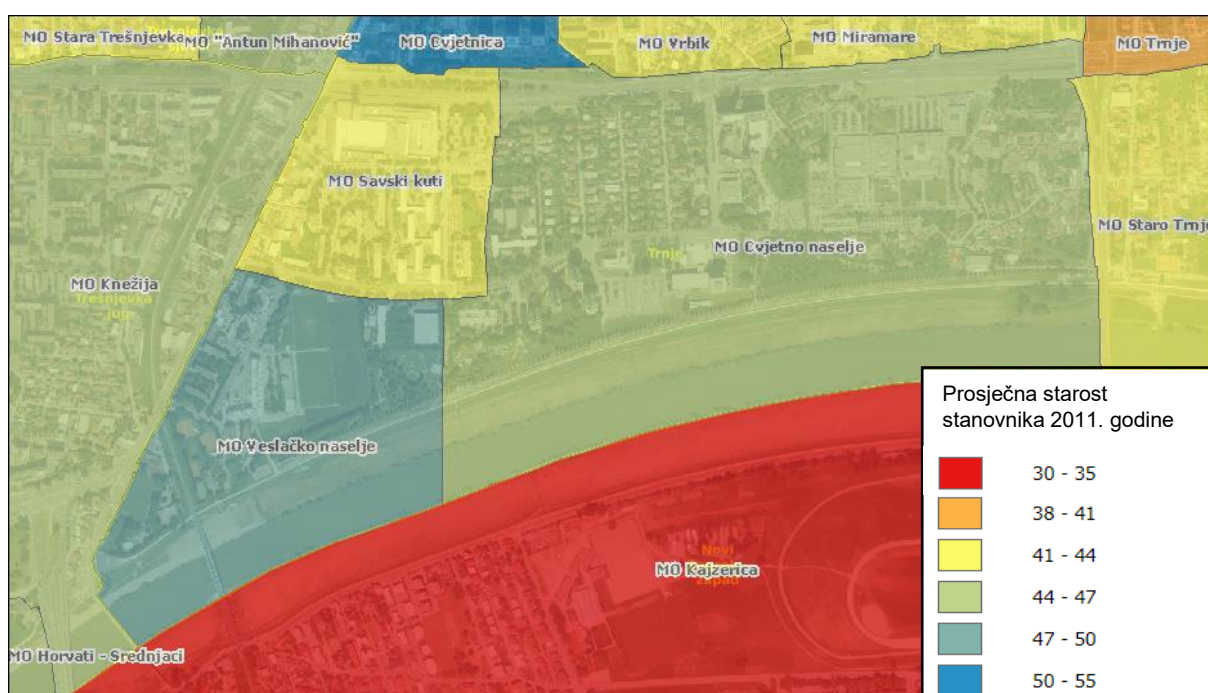 MO Stara Trešnjevka
MO "Antun Mihanović"
MO Cvjetnica
MO Vrbik
MO Miramare
MO Trnje
MO Savski kuti
MO Staro Trnje
Trnje
MO Cvjetno naselje
MO Knežija
Trešnjevka
jug
MO Veslačko naselje
Novi
MO Kajzerica
MO Horvati - Srednjaci
Prosječna starost
stanovnika 2011. godine
30 - 35
38 - 41
41 - 44
44 - 47
47 - 50
50 - 55